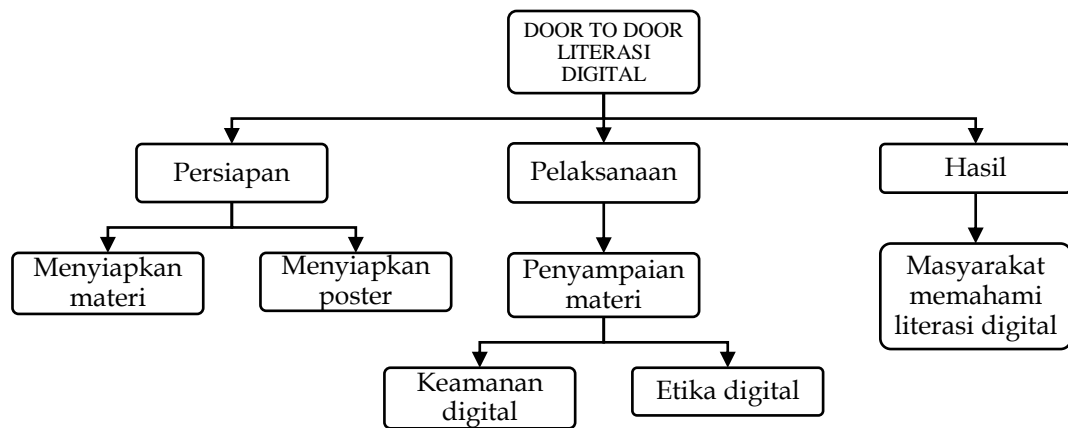 DOOR TO DOOR
LITERASI
DIGITAL
Persiapan
Pelaksanaan
Hasil
Menyiapkan
materi
Menyiapkan
poster
Penyampaian
materi
Masyarakat
memahami
literasi digital
Keamanan
digital
Etika digital